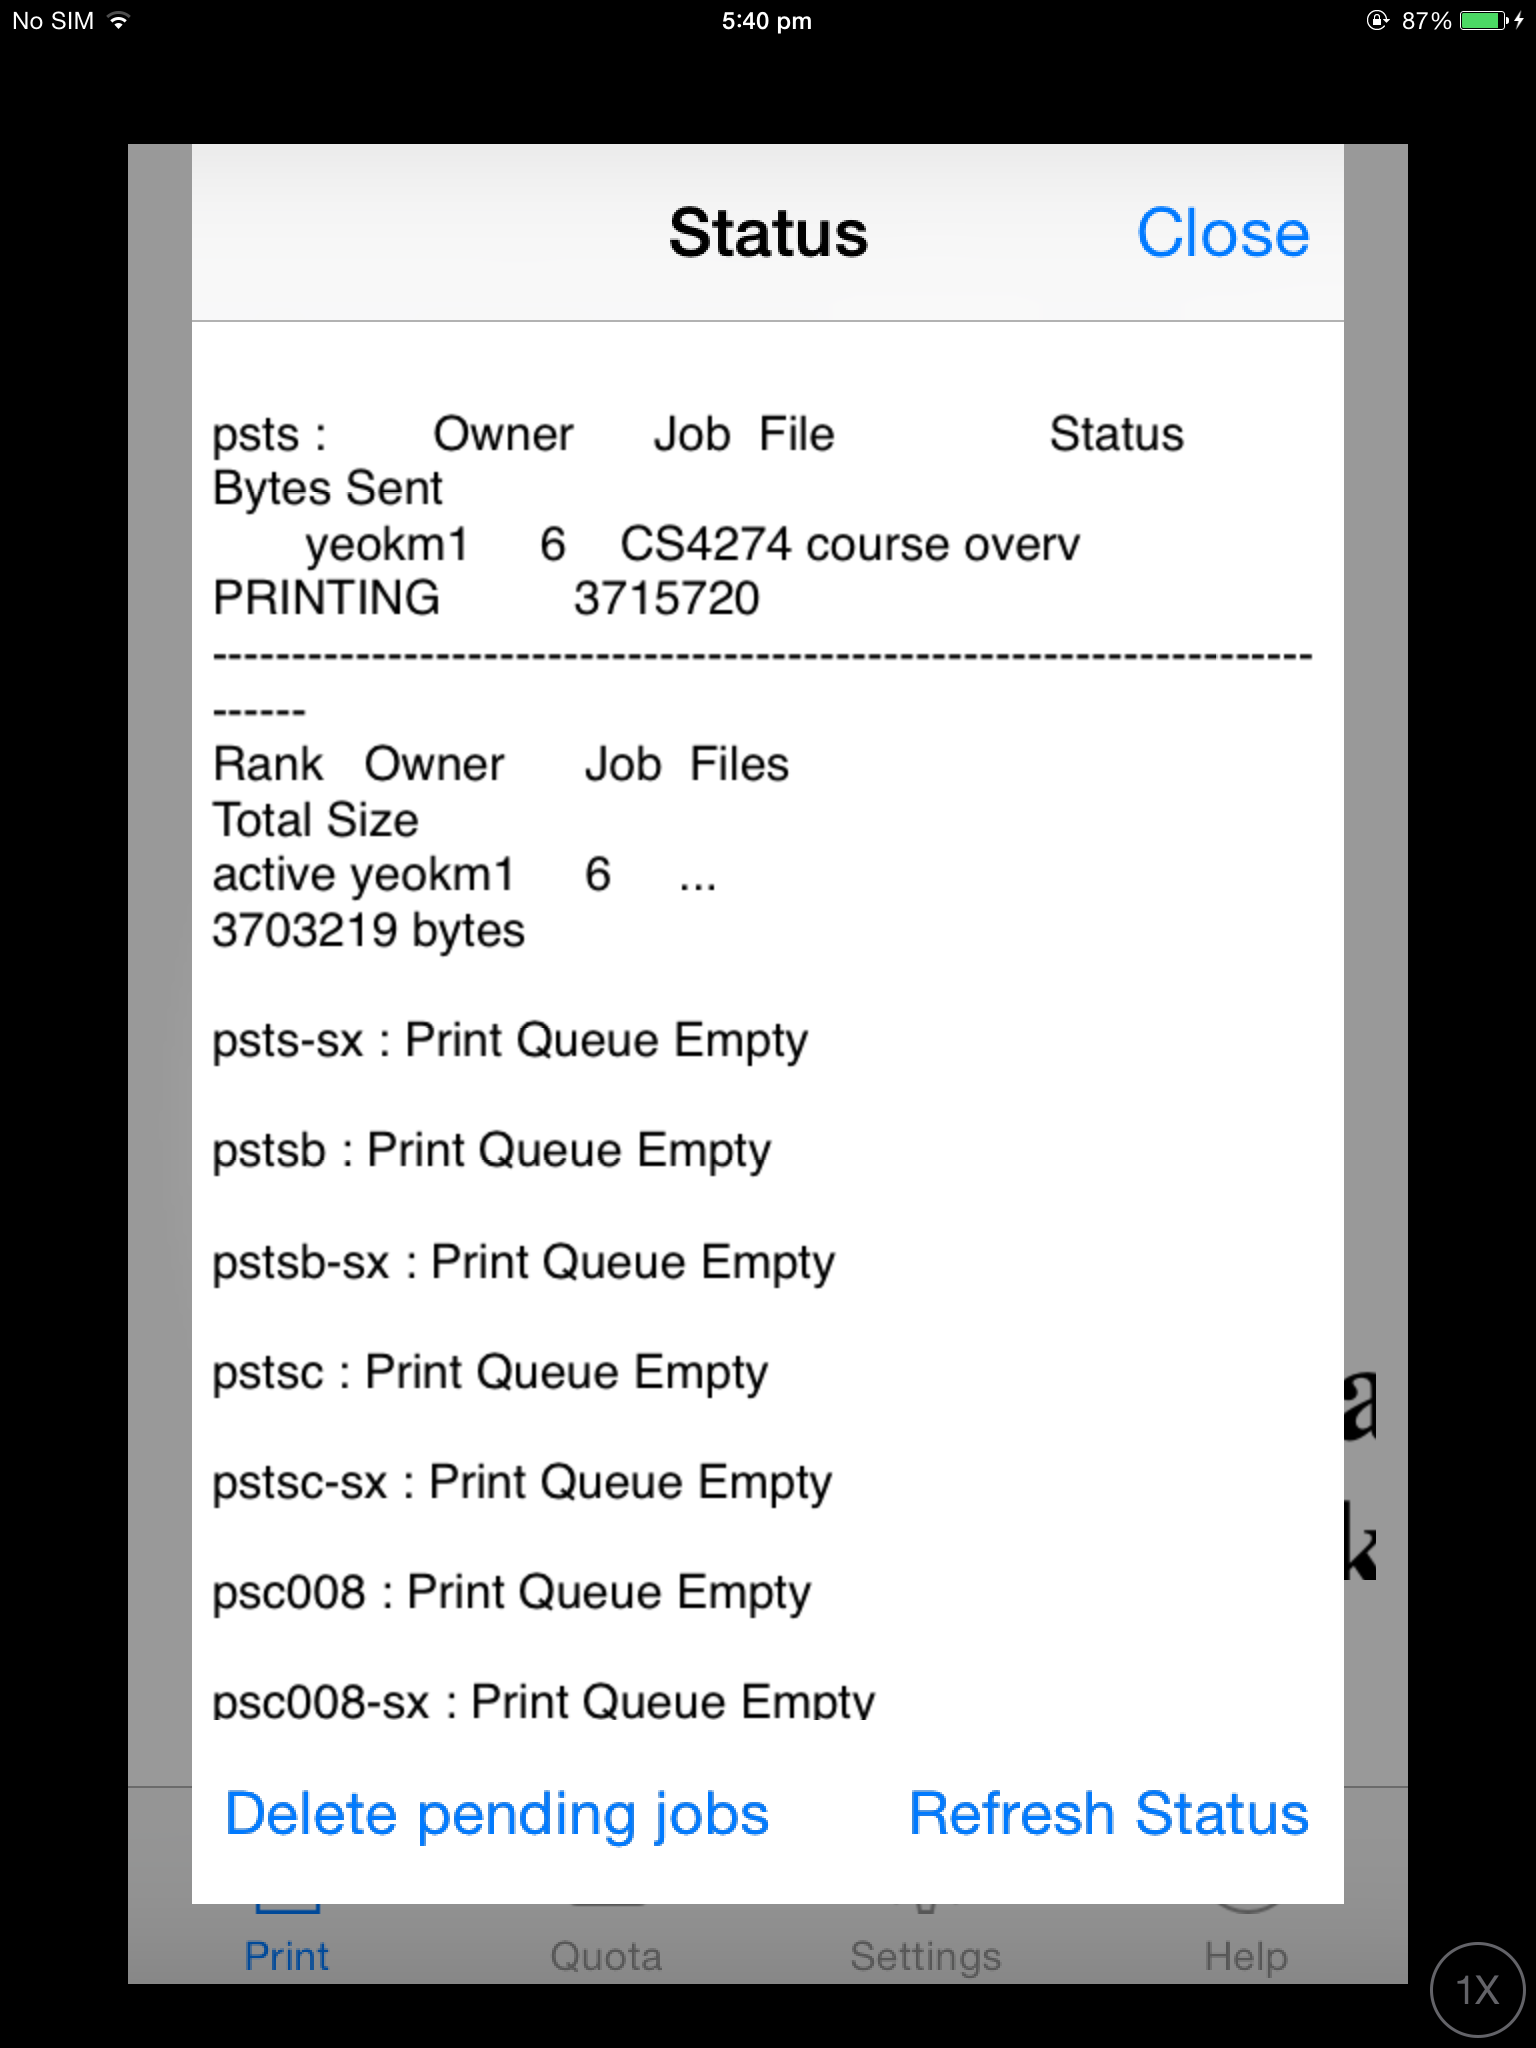 No SIM 5:40 pm 87%
Status Close
psts : Owner Job File Status
Bytes Sent
yeokm1 6 CS4274 course overv
PRINTING 3715720
----------------------------------------------------------------------
------
Rank Owner Job Files
Total Size
active yeokm1 6 ...
3703219 bytes
psts-sx : Print Queue Empty
pstsb : Print Queue Empty
pstsb-sx : Print Queue Empty
pstsc : Print Queue Empty
pstsc-sx : Print Queue Empty
psc008 : Print Queue Empty
psc008-sx : Print Queue Empty
a
k
Delete pending jobs Refresh Status
Print Quota Settings Help
1X